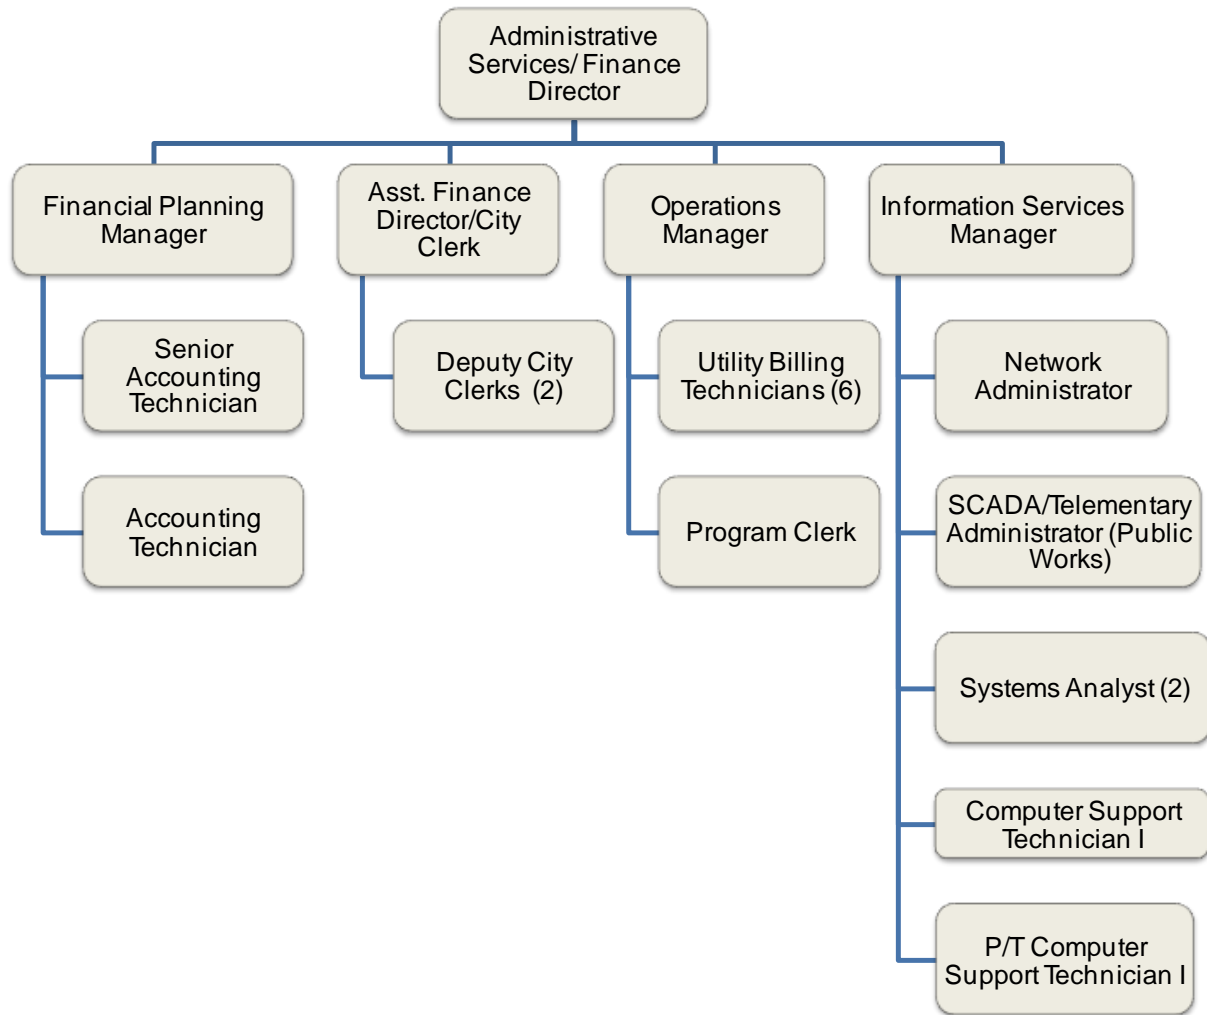 Administrative
Services/ Finance
Director
Financial Planning
Manager
Asst. Finance
Director/City
Clerk
Operations
Manager
Information Services
Manager
Senior
Accounting
Technician
Deputy City
Clerks (2)
Utility Billing
Technicians (6)
Network
Administrator
Accounting
Technician
Program Clerk
SCADA/Telementary
Administrator (Public
Works)
Systems Analyst (2)
Computer Support
Technician I
P/T Computer
Support Technician I